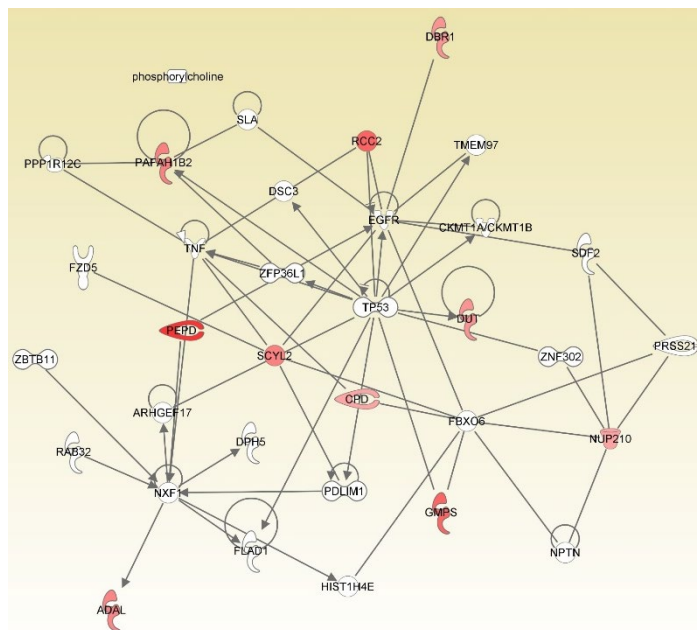 DBR1
phosphorylcholine
SLA
RCC2
TMEM97
PPP1R12C
PAFAH1B2
DSC3
EGFR
CKMT1A/CKMT1B
TNF
SDF2
FZD5
ZFP36L1
TP53
DUT
PEPD
PRSS21
ZBTB11
SCYL2
ZNF302
CPD
ARHGEF17
FBXO6
DPH5
NUP210
RAB32
NXF1
PDLIM1
GMPS
FLAD1
NPTN
HIST1H4E
ADAL